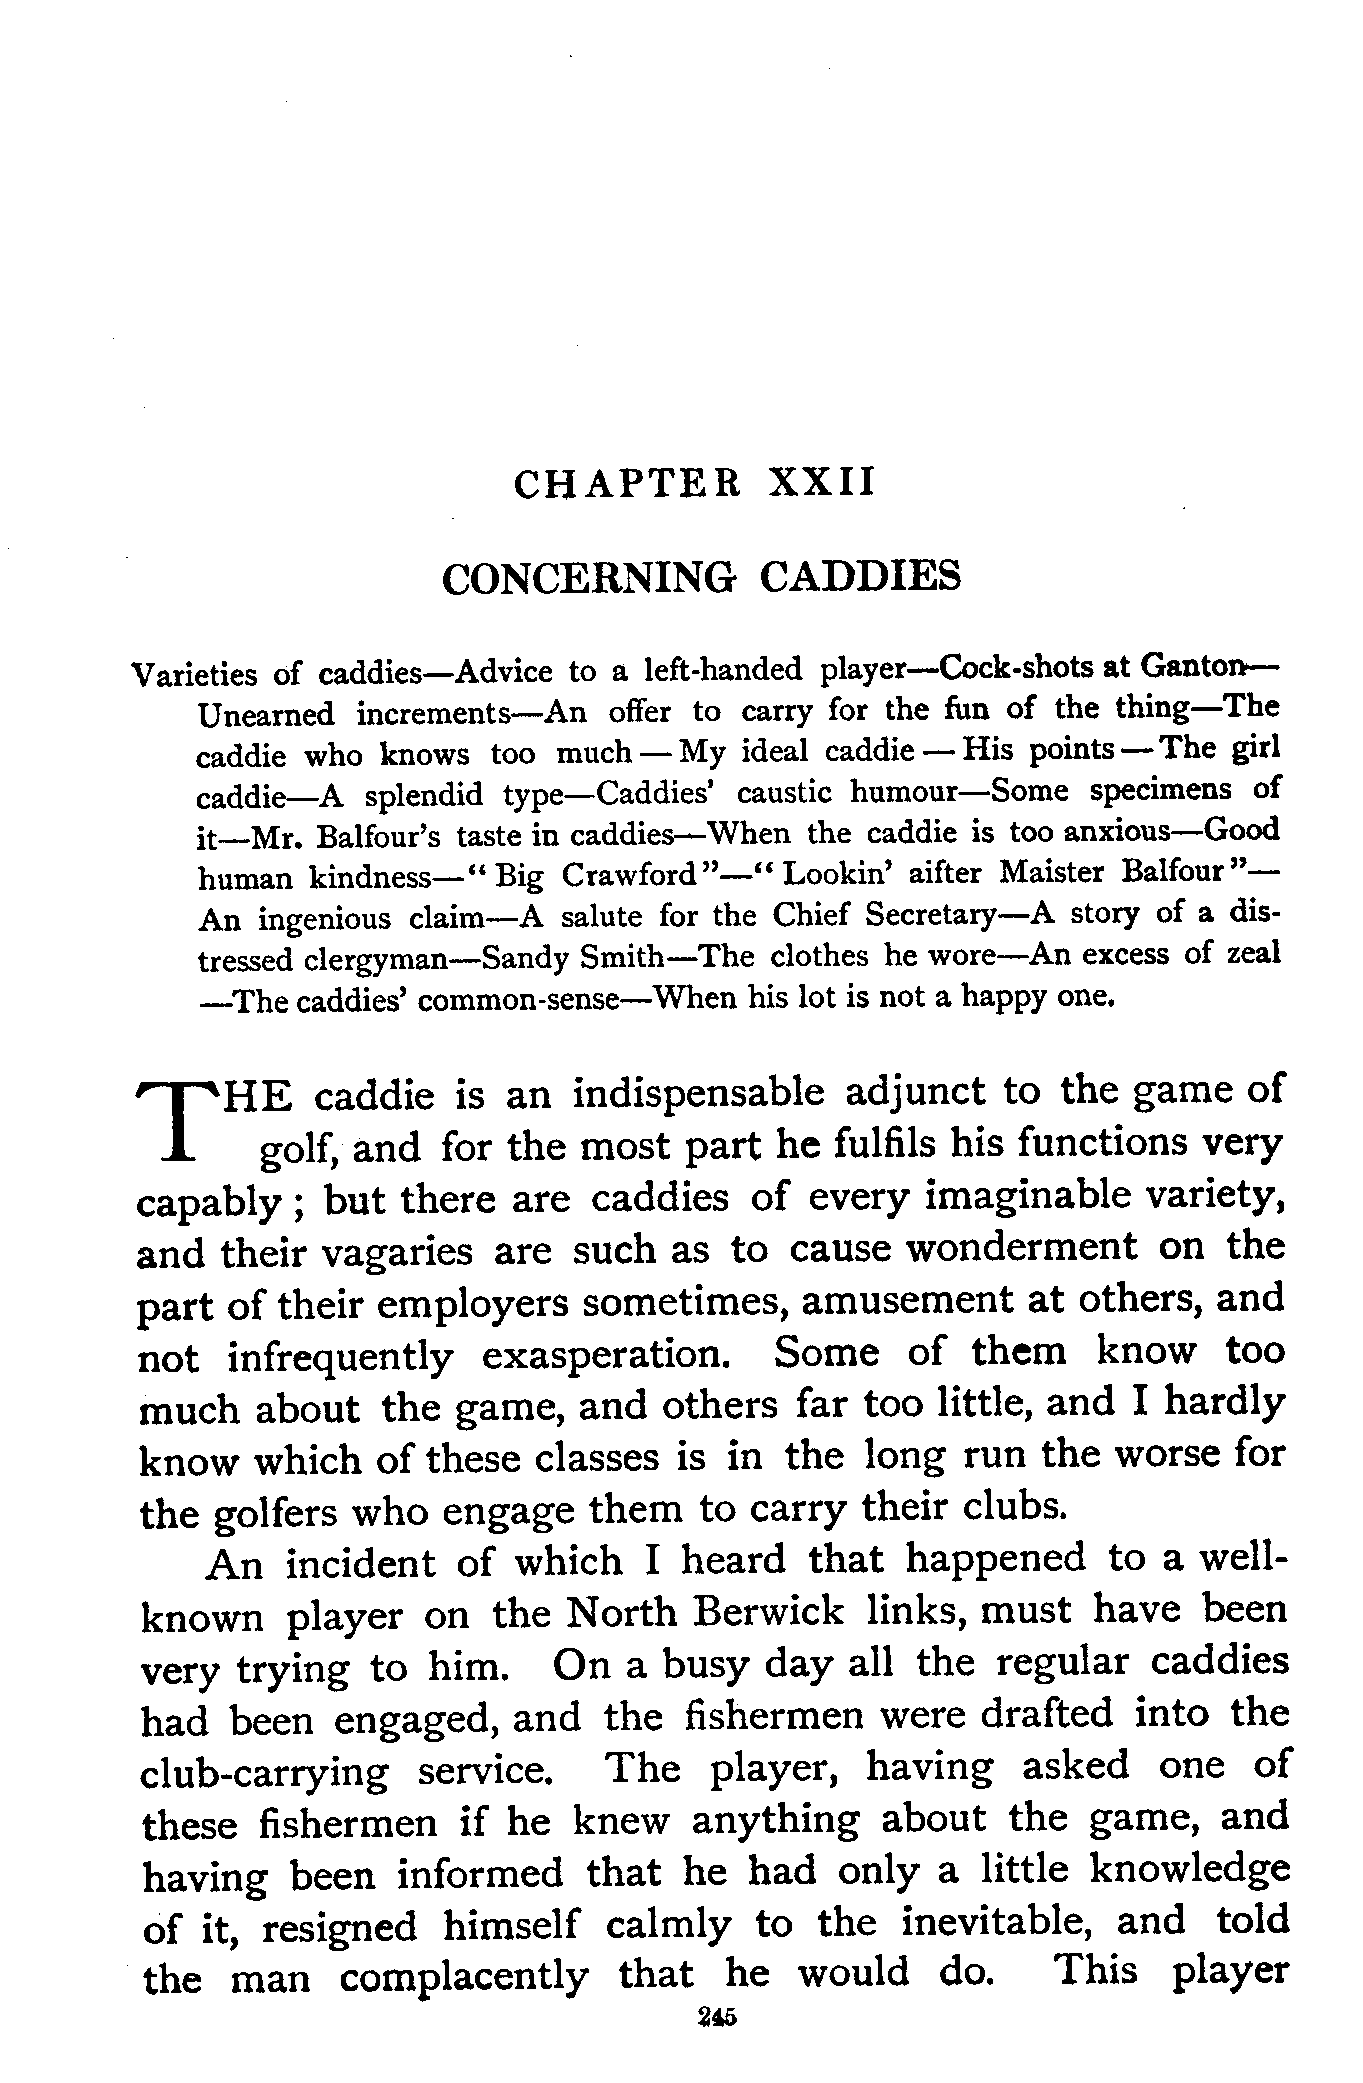 CHAPTER XXII
CONCERNING CADDIES
Varieties of caddies—Advice to a left-handed player—Cock-shots at Ganton—
Unearned increments—An offer to carry for the fun of the thing—The
caddie who knows too much—My ideal caddie—His points—The girl
caddie—A splendid type—Caddies' caustic humour—Some specimens of
it—Mr. Balfour's taste in caddies—When the caddie is too anxious—Good
human kindness—“Big Crawford”—“Lookin' aifter Maister Balfour”—
An ingenious claim—A salute for the Chief Secretary—A story of a dis-
tressed clergyman—Sandy Smith—The clothes he wore—An excess of zeal
—The caddies' common-sense—When his lot is not a happy one.
THE caddie is an indispensable adjunct to the game of
golf, and for the most part he fulfils his functions very
capably; but there are caddies of every imaginable variety,
and their vagaries are such as to cause wonderment on the
part of their employers sometimes, amusement at others, and
not infrequently exasperation. Some of them know too
much about the game, and others far too little, and I hardly
know which of these classes is in the long run the worse for
the golfers who engage them to carry their clubs.
An incident of which I heard that happened to a well-
known player on the North Berwick links, must have been
very trying to him. On a busy day all the regular caddies
had been engaged, and the fishermen were drafted into the
club-carrying service. The player, having asked one of
these fishermen if he knew anything about the game, and
having been informed that he had only a little knowledge
of it, resigned himself calmly to the inevitable, and told
the man complacently that he would do. This player
245